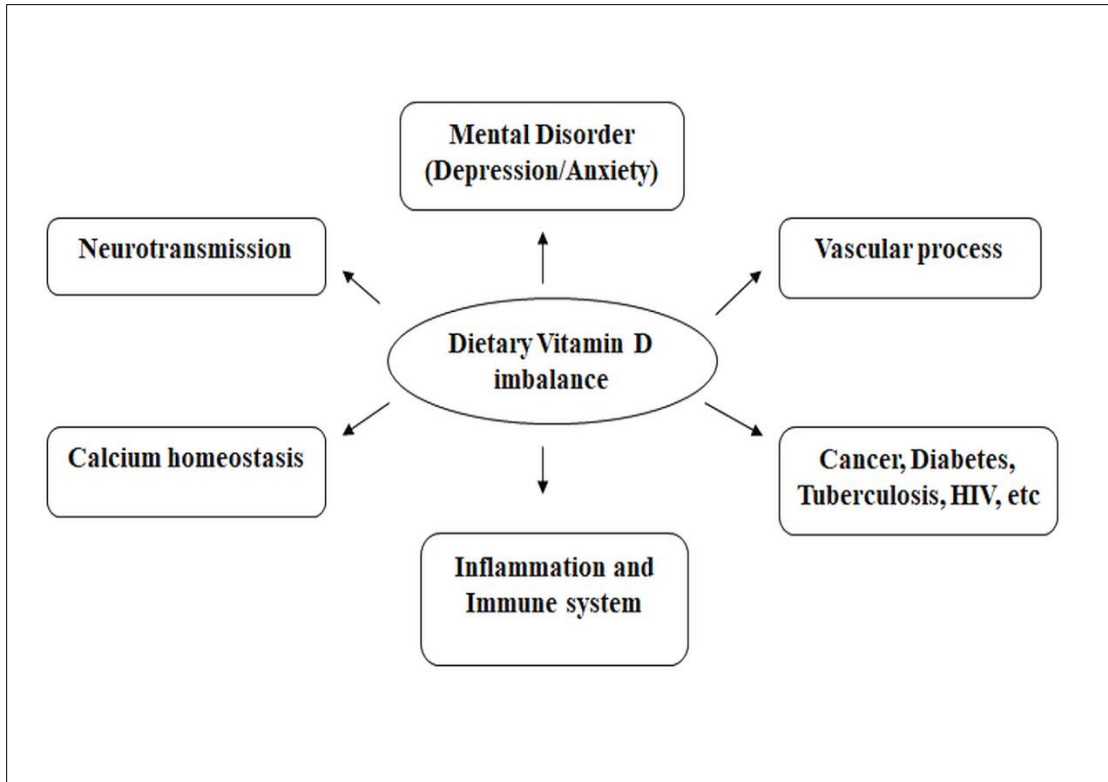 Mental Disorder
(Depression/Anxiety)
Neurotransmission
Vascular process
Dietary Vitamin D
imbalance
Calcium homeostasis
Cancer, Diabetes,
Tuberculosis, HIV, etc
Inflammation and
Immune system